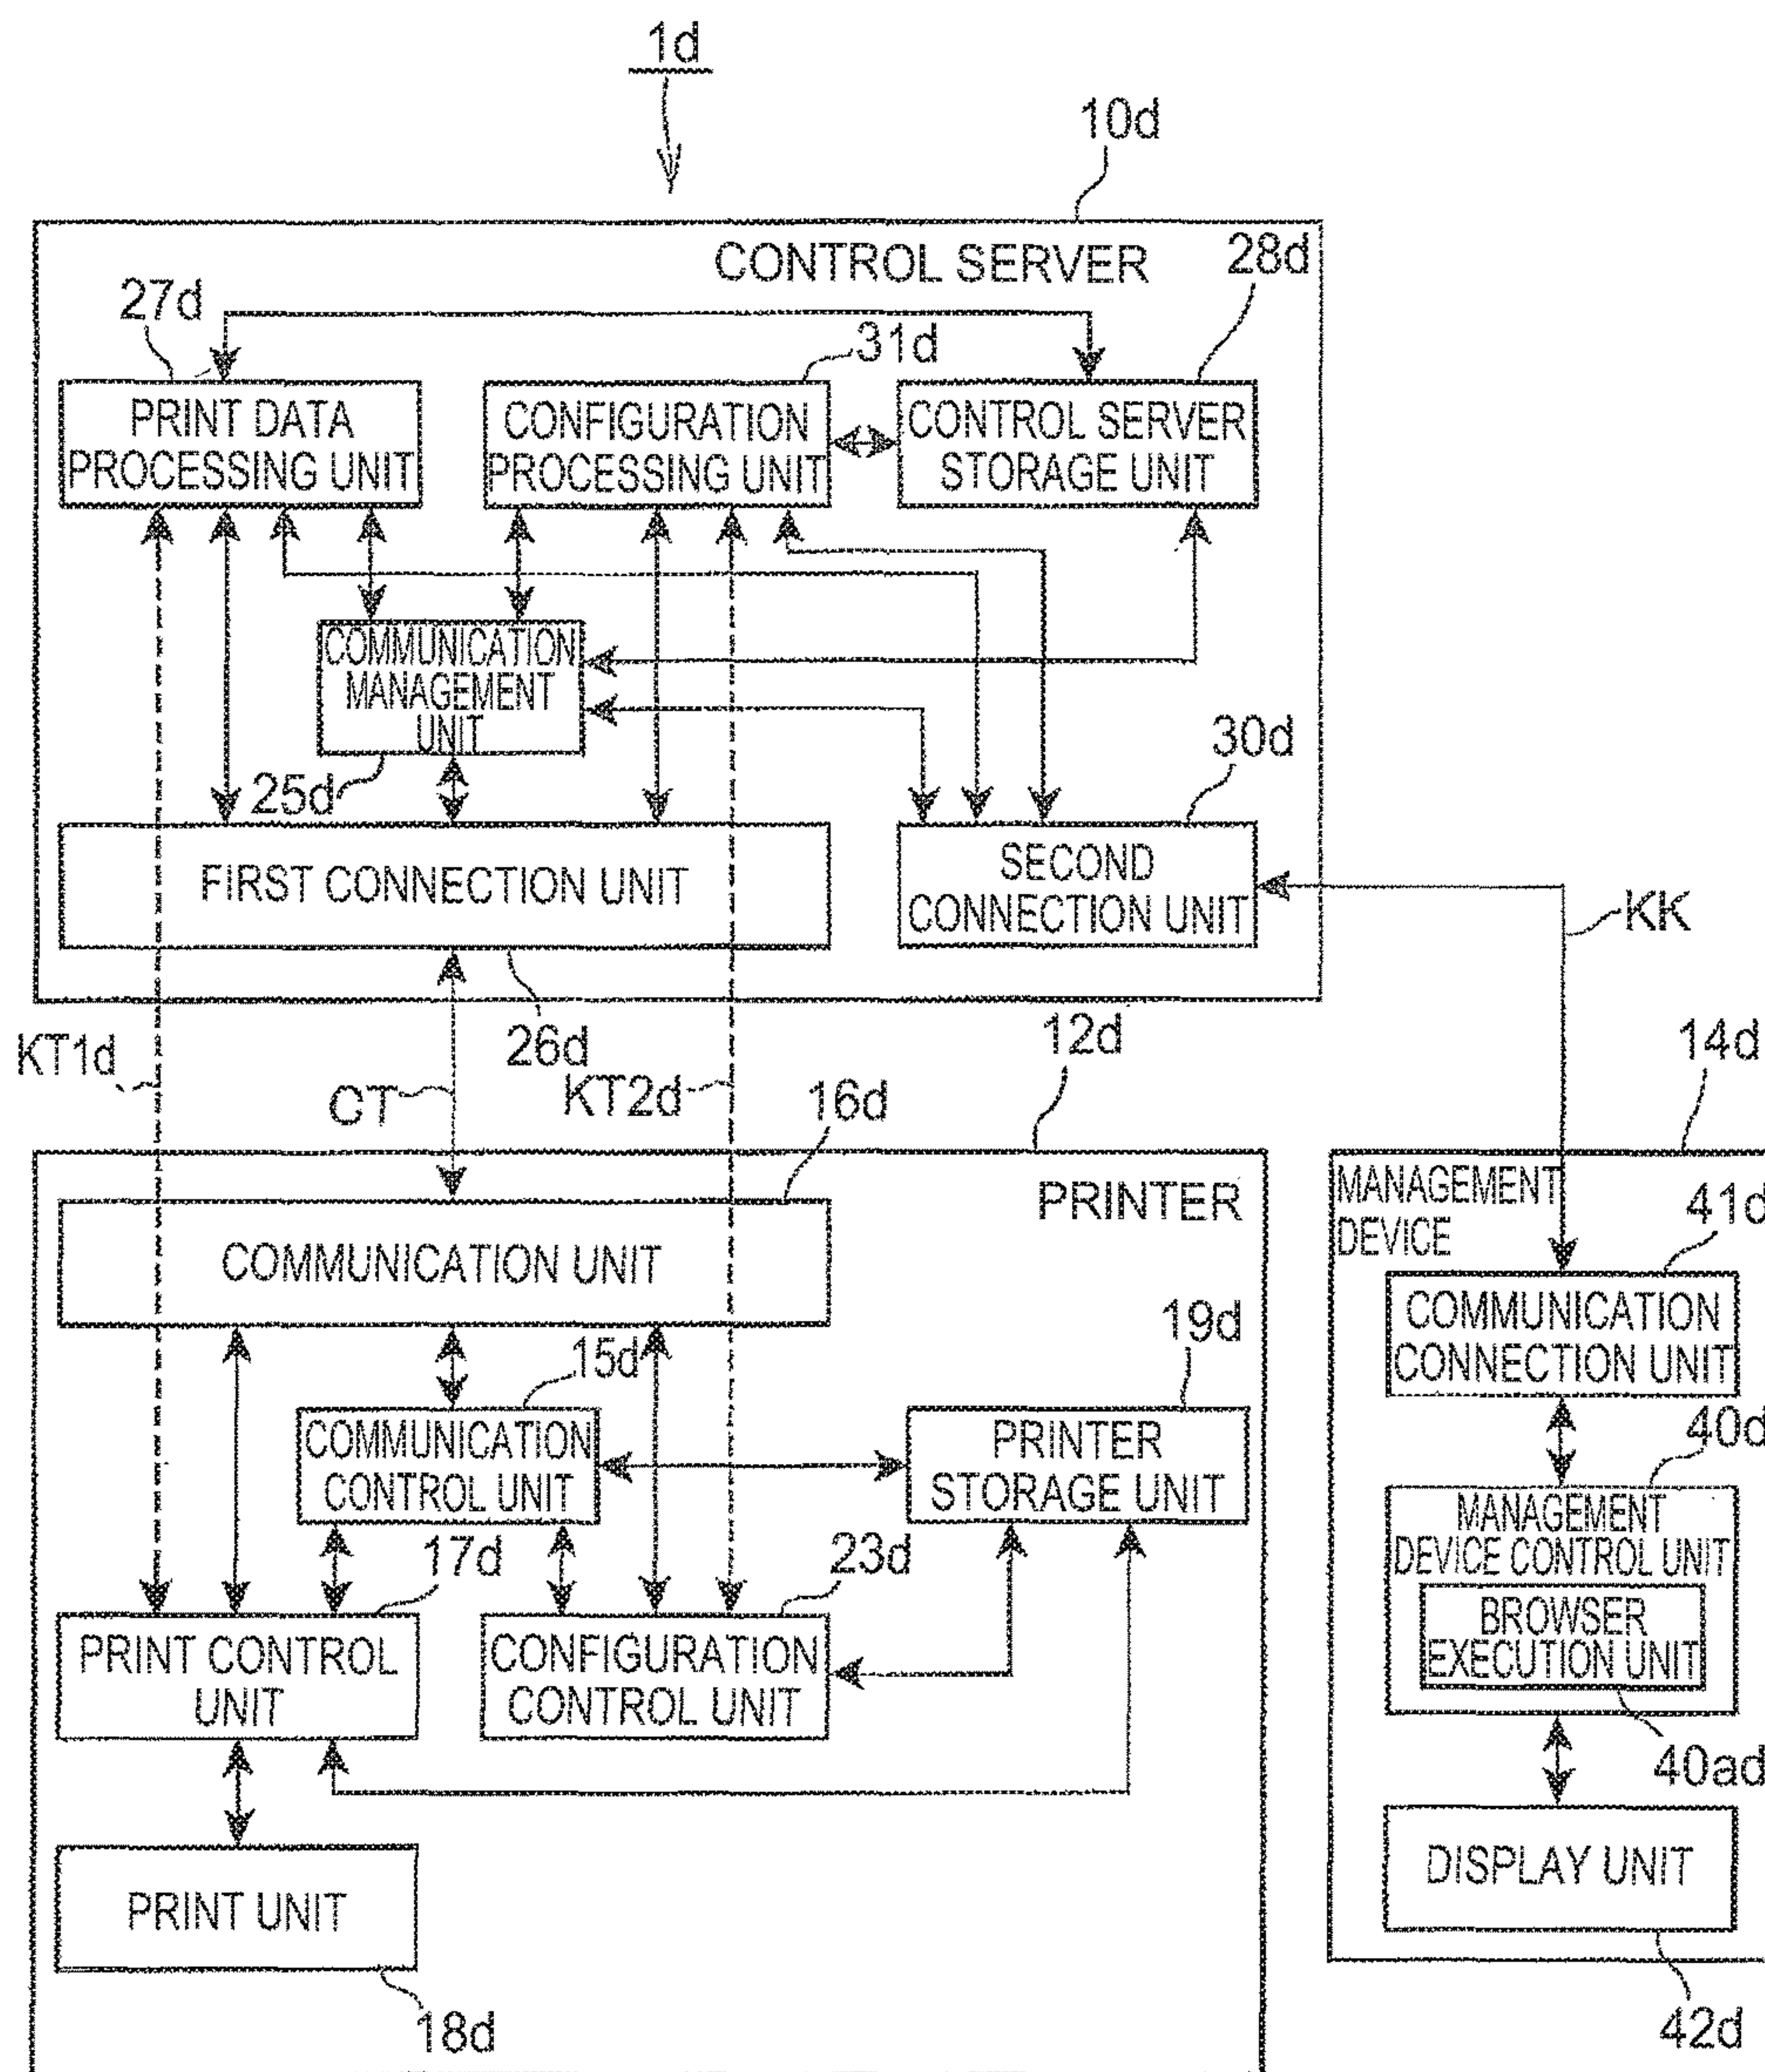 1d
10d
CONTROL SERVER
28d
27d
31d
PRINT DATA
PROCESSING UNIT
CONFIGURATION
PROCESSING UNIT
CONTROL SERVER
STORAGE UNIT
COMMUNICATION
MANAGEMENT
UNIT
25d
30d
FIRST CONNECTION UNIT
SECOND
CONNECTION UNIT
KK
26d
12d
14d
KT1d
CT
KT2d
16d
PRINTER
MANAGEMENT
DEVICE
41d
COMMUNICATION UNIT
COMMUNICATION
CONNECTION UNIT
15d
19d
COMMUNICATION
CONTROL UNIT
PRINTER
STORAGE UNIT
40d
MANAGEMENT
DEVICE CONTROL UNIT
BROWSER
EXECUTION UNIT
17d
23d
PRINT CONTROL
UNIT
CONFIGURATION
CONTROL UNIT
40ad
PRINT UNIT
DISPLAY UNIT
18d
42d